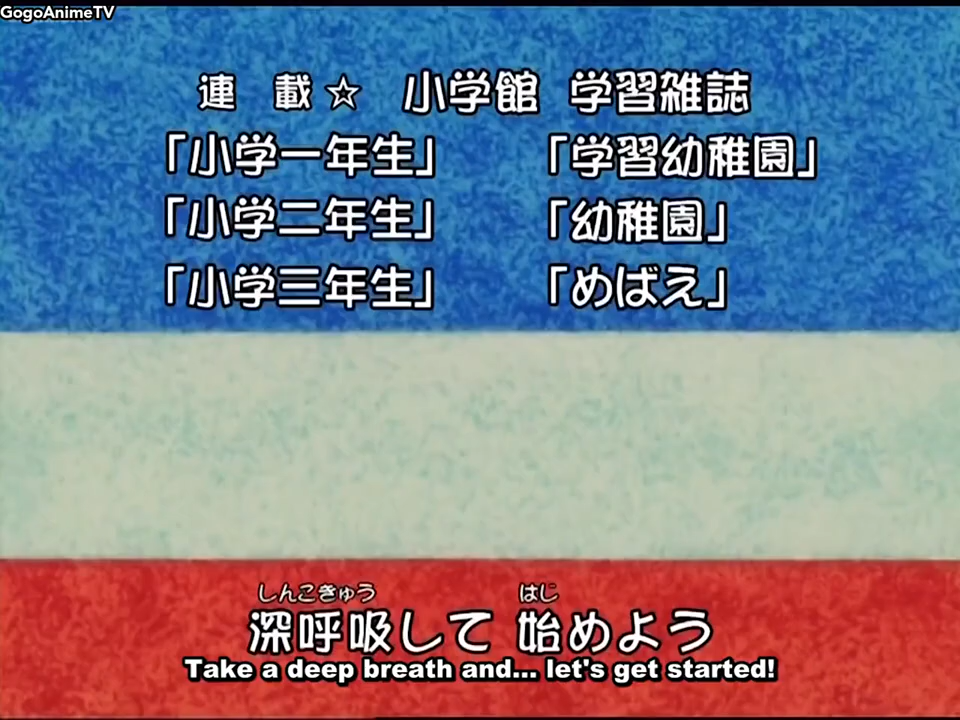 GogoAnimeTV
連 載☆ 小学館 学習雑誌
「小学一年生」 「学習幼稚園」
「小学二年生」 「幼稚園」
「小学三年生」 「めばえ」
しんこきゅう はじ
深呼吸して 始めよう
Take a deep breath and... let's get started!